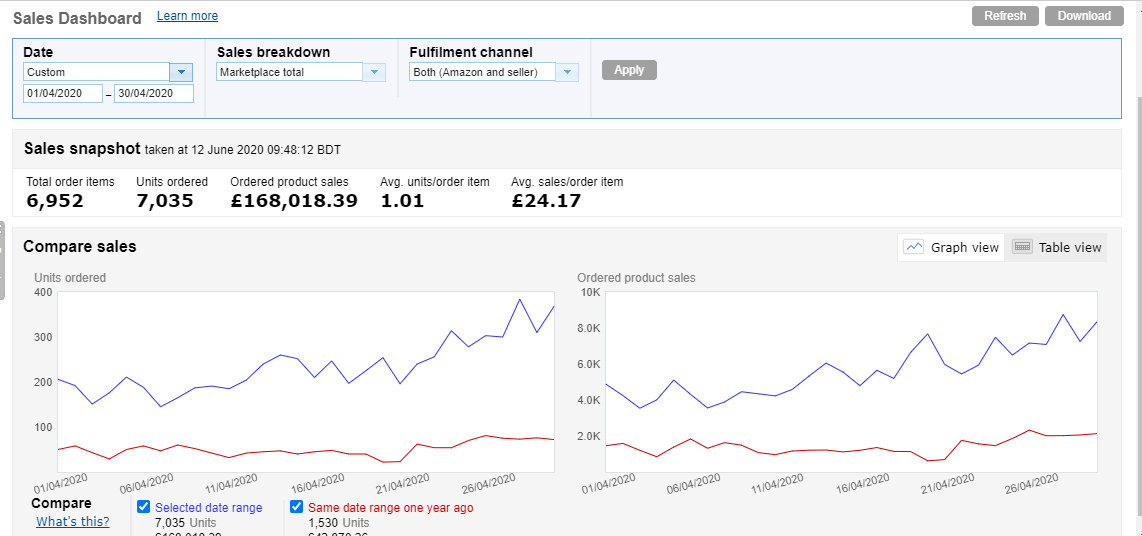 Sales Dashboard Learn more Refresh Download
Date Sales breakdown Fulfilment channel
Custom Marketplace total Both (Amazon and seller) Apply
01/04/2020 – 30/04/2020
Sales snapshot taken at 12 June 2020 09:48:12 BDT
Total order items Units ordered Ordered product sales Avg. units/order item Avg. sales/order item
6,952 7,035 £168,018.39 1.01 £24.17
Compare sales Graph view Table view
Units ordered Ordered product sales
400 10K
300 8.0K
200 6.0K
100 4.0K
2.0K
01/04/2020 06/04/2020 11/04/2020 16/04/2020 21/04/2020 26/04/2020 01/04/2020 06/04/2020 11/04/2020 16/04/2020 21/04/2020 26/04/2020
Compare Selected date range Same date range one year ago
What's this? 7,035 Units 1,530 Units